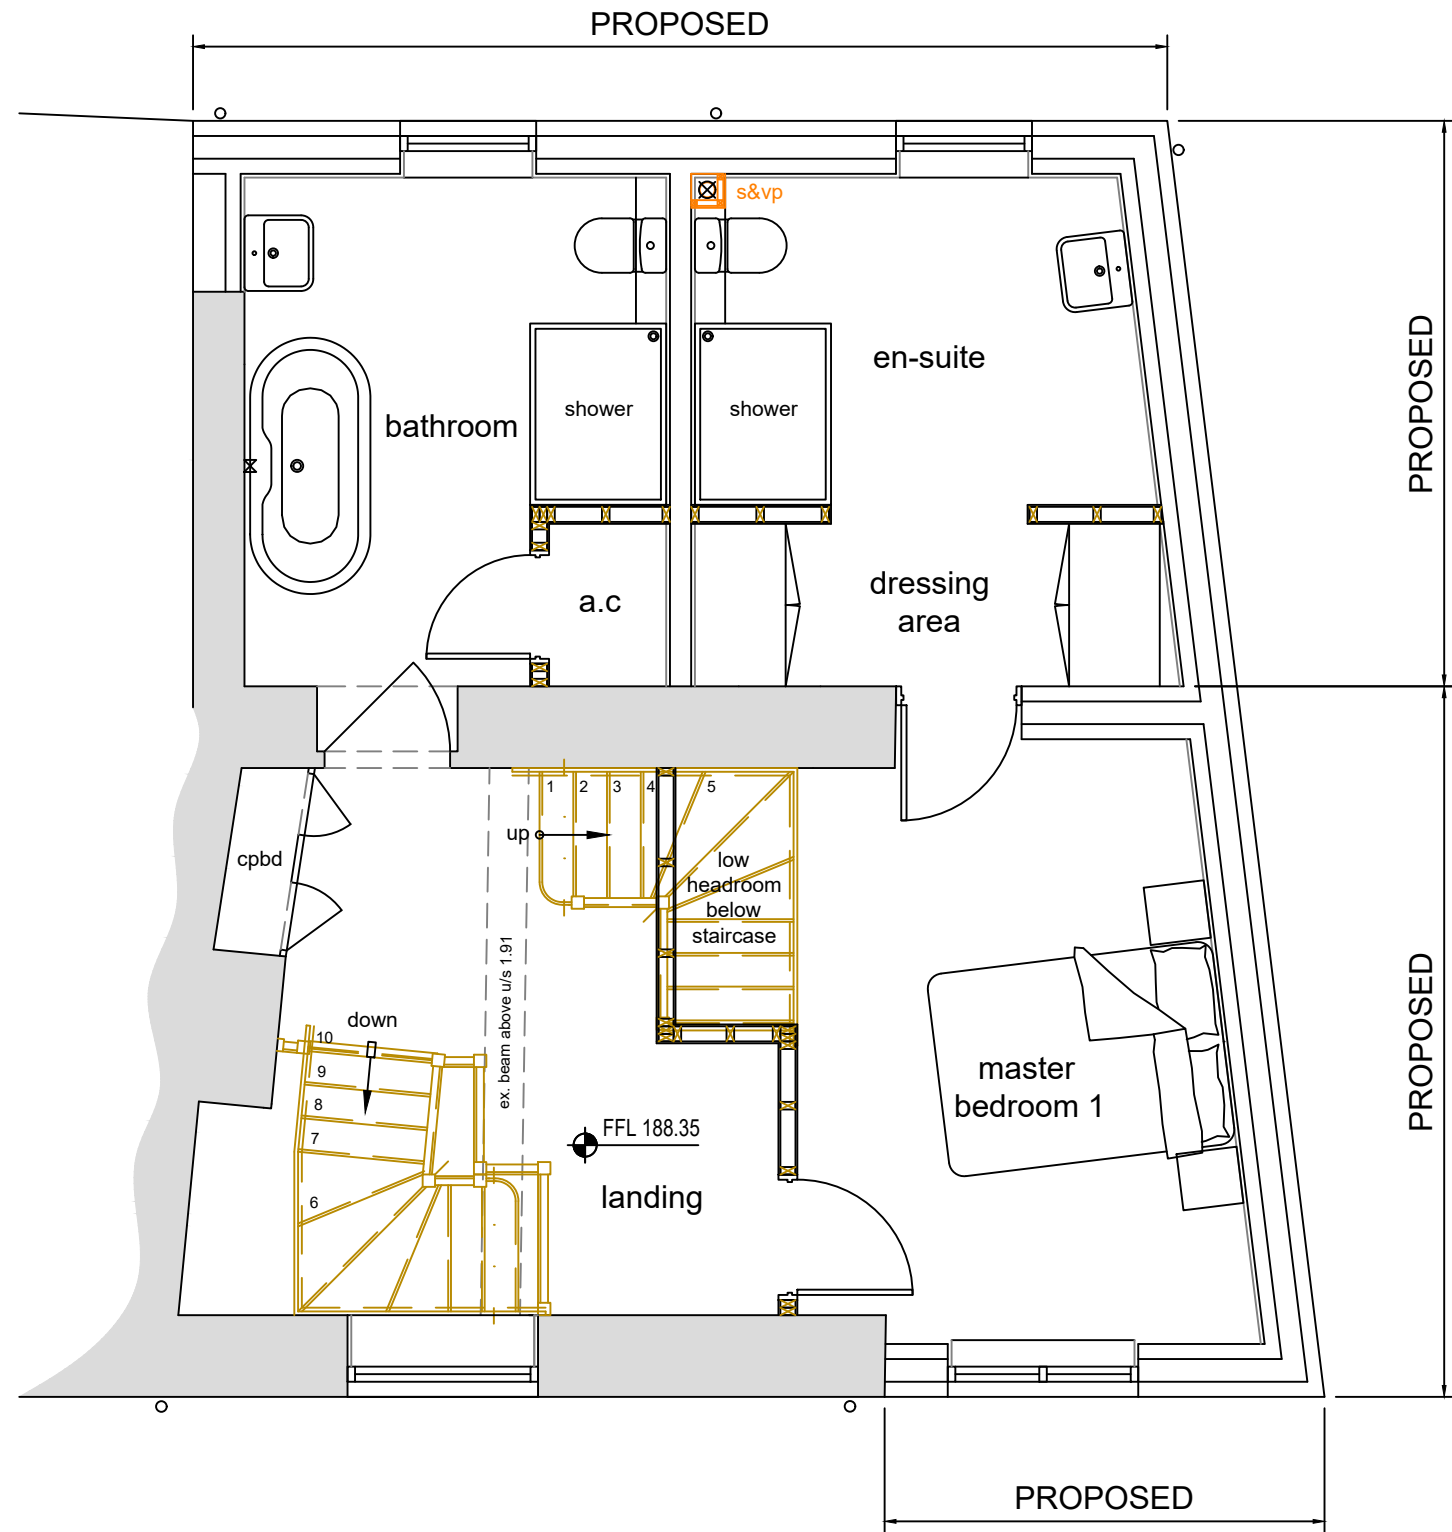 PROPOSED
s&vp
PROPOSED
en-suite
shower
shower
bathroom
dressing
area
a.c
1
2
3
4
5
up
cpbd
low
headroom
below
staircase
ex. beam above u/s 1.91
down
10
9
8
7
6
PROPOSED
master
bedroom 1
FFL 188.35
landing
PROPOSED